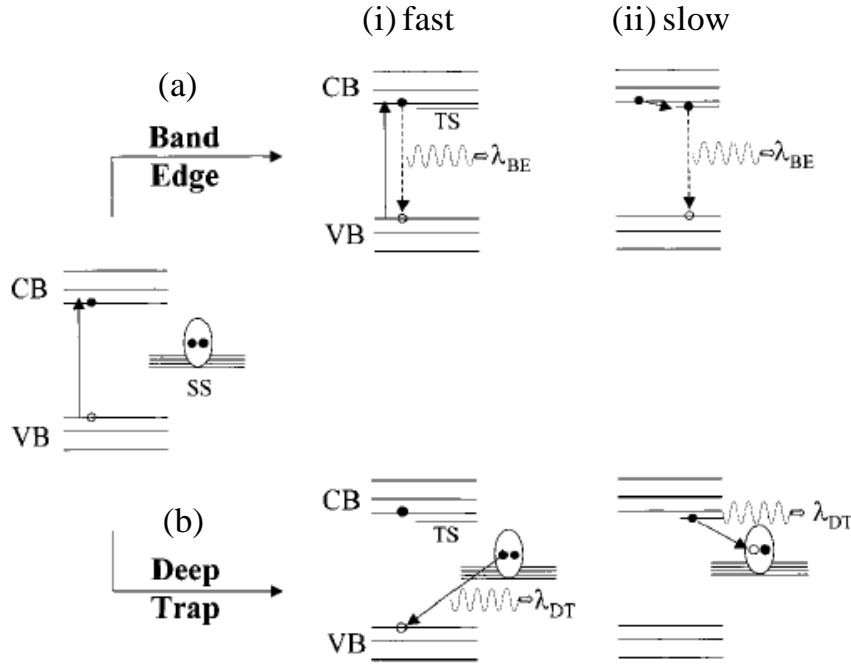 (i) fast
(ii) slow
(a)
Band
Edge
CB
TS
λBE
VB
λBE
CB
SS
VB
(b)
Deep
Trap
CB
TS
λDT
VB
λDT